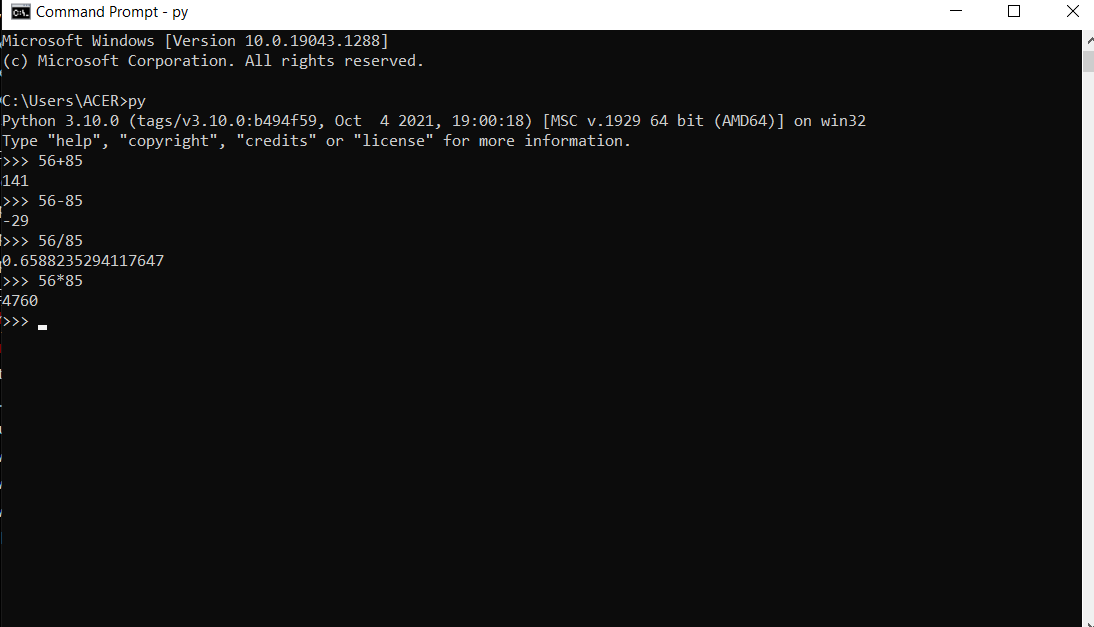 Command Prompt - py
Microsoft Windows [Version 10.0.19043.1288]
(c) Microsoft Corporation. All rights reserved.
C:\Users\ACER>py
Python 3.10.0 (tags/v3.10.0:b494f59, Oct  4 2021, 19:00:18) [MSC v.1929 64 bit (AMD64)] on win32
Type "help", "copyright", "credits" or "license" for more information.
>>> 56+85
141
>>> 56-85
-29
>>> 56/85
0.6588235294117647
>>> 56*85
4760
>>>